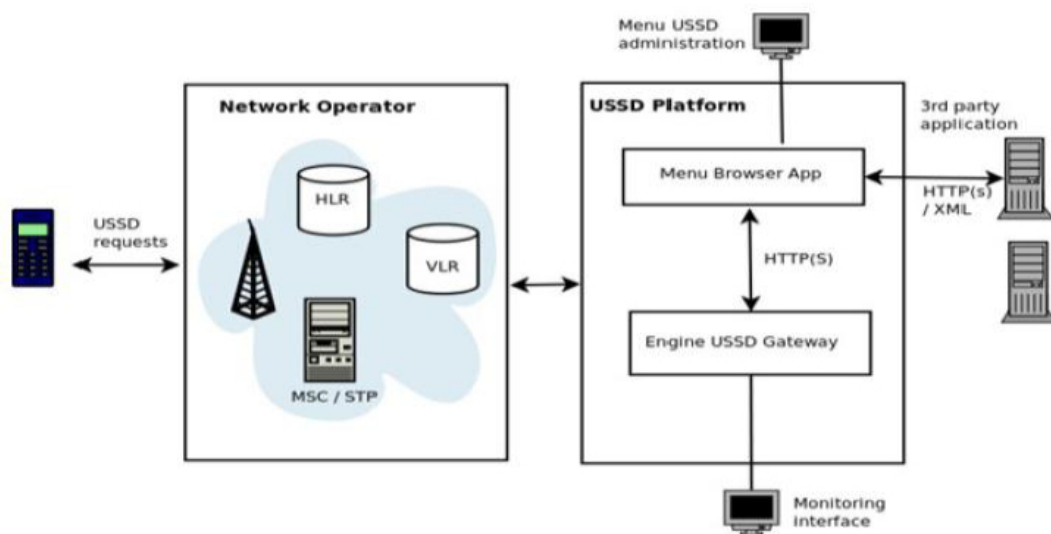 Menu USSD
administration
Network Operator
USSD Platform
3rd party
application
HLR
Menu Browser App
USSD
requests
HTTP(s)
/ XML
VLR
HTTP(S)
Engine USSD Gateway
MSC / STP
Monitoring
interface